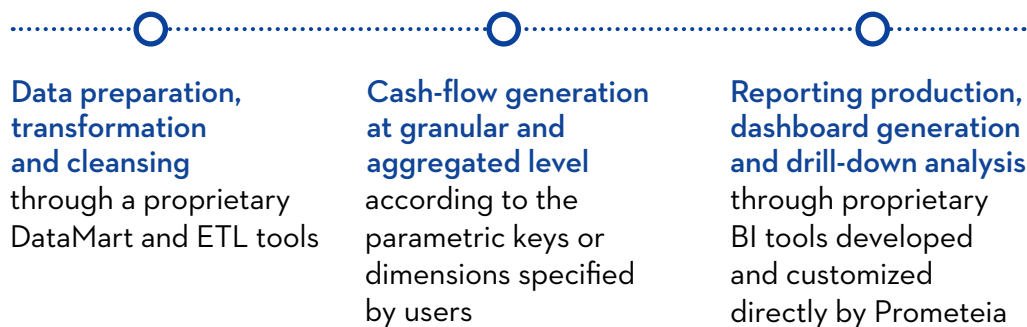 Data preparation,
transformation
and cleansing
through a proprietary
DataMart and ETL tools
Cash-flow generation
at granular and
aggregated level
according to the
parametric keys or
dimensions specified
by users
Reporting production,
dashboard generation
and drill-down analysis
through proprietary
BI tools developed
and customized
directly by Prometeia